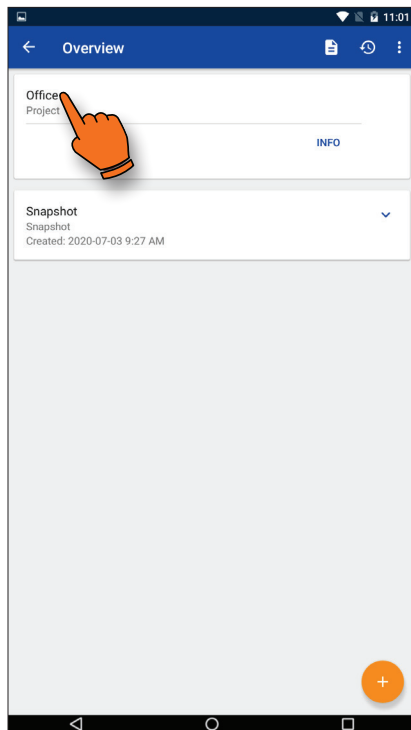 11:01
Overview
Office
Project
INFO
Snapshot
Snapshot
Created: 2020-07-03 9:27 AM